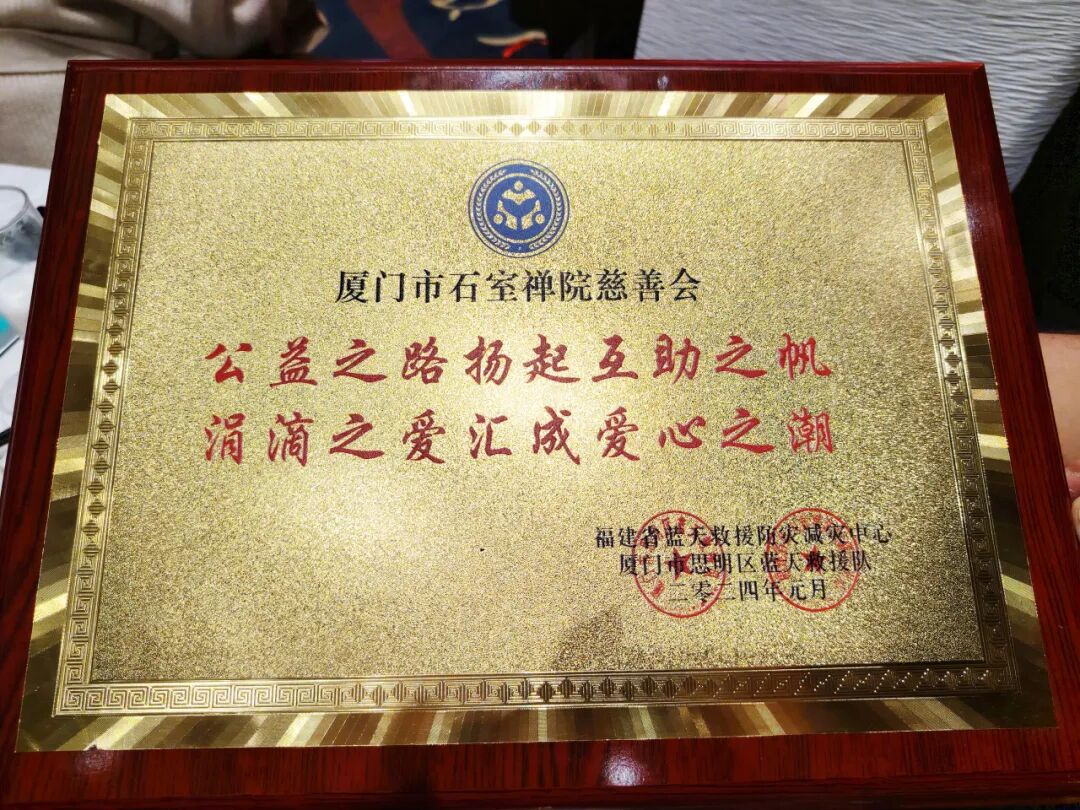 厦门市石室禅院慈善会
公益之路扬起互助之帆
涓滴之爱汇成爱心之潮
福建省蓝天救援防灾减灾中心
厦门市思明区蓝天救援队
二零二四年元月